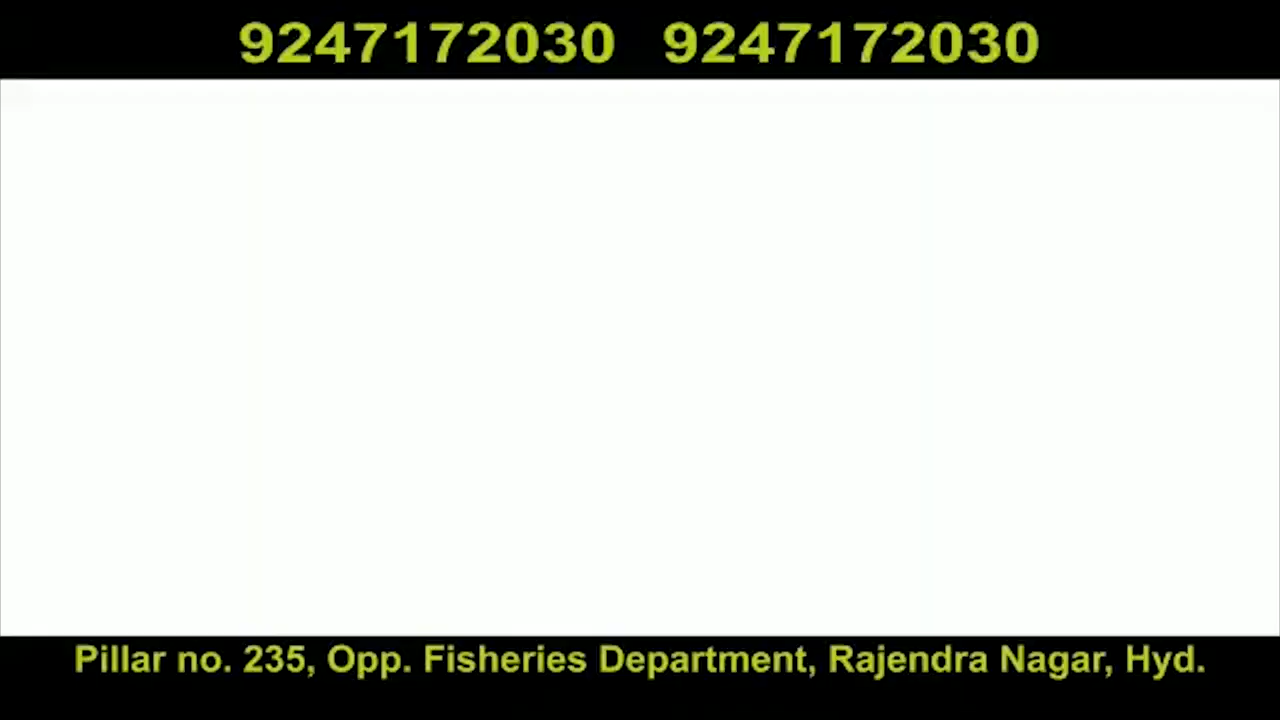 9247172030 9247172030
Pillar no. 235, Opp. Fisheries Department, Rajendra Nagar, Hyd.